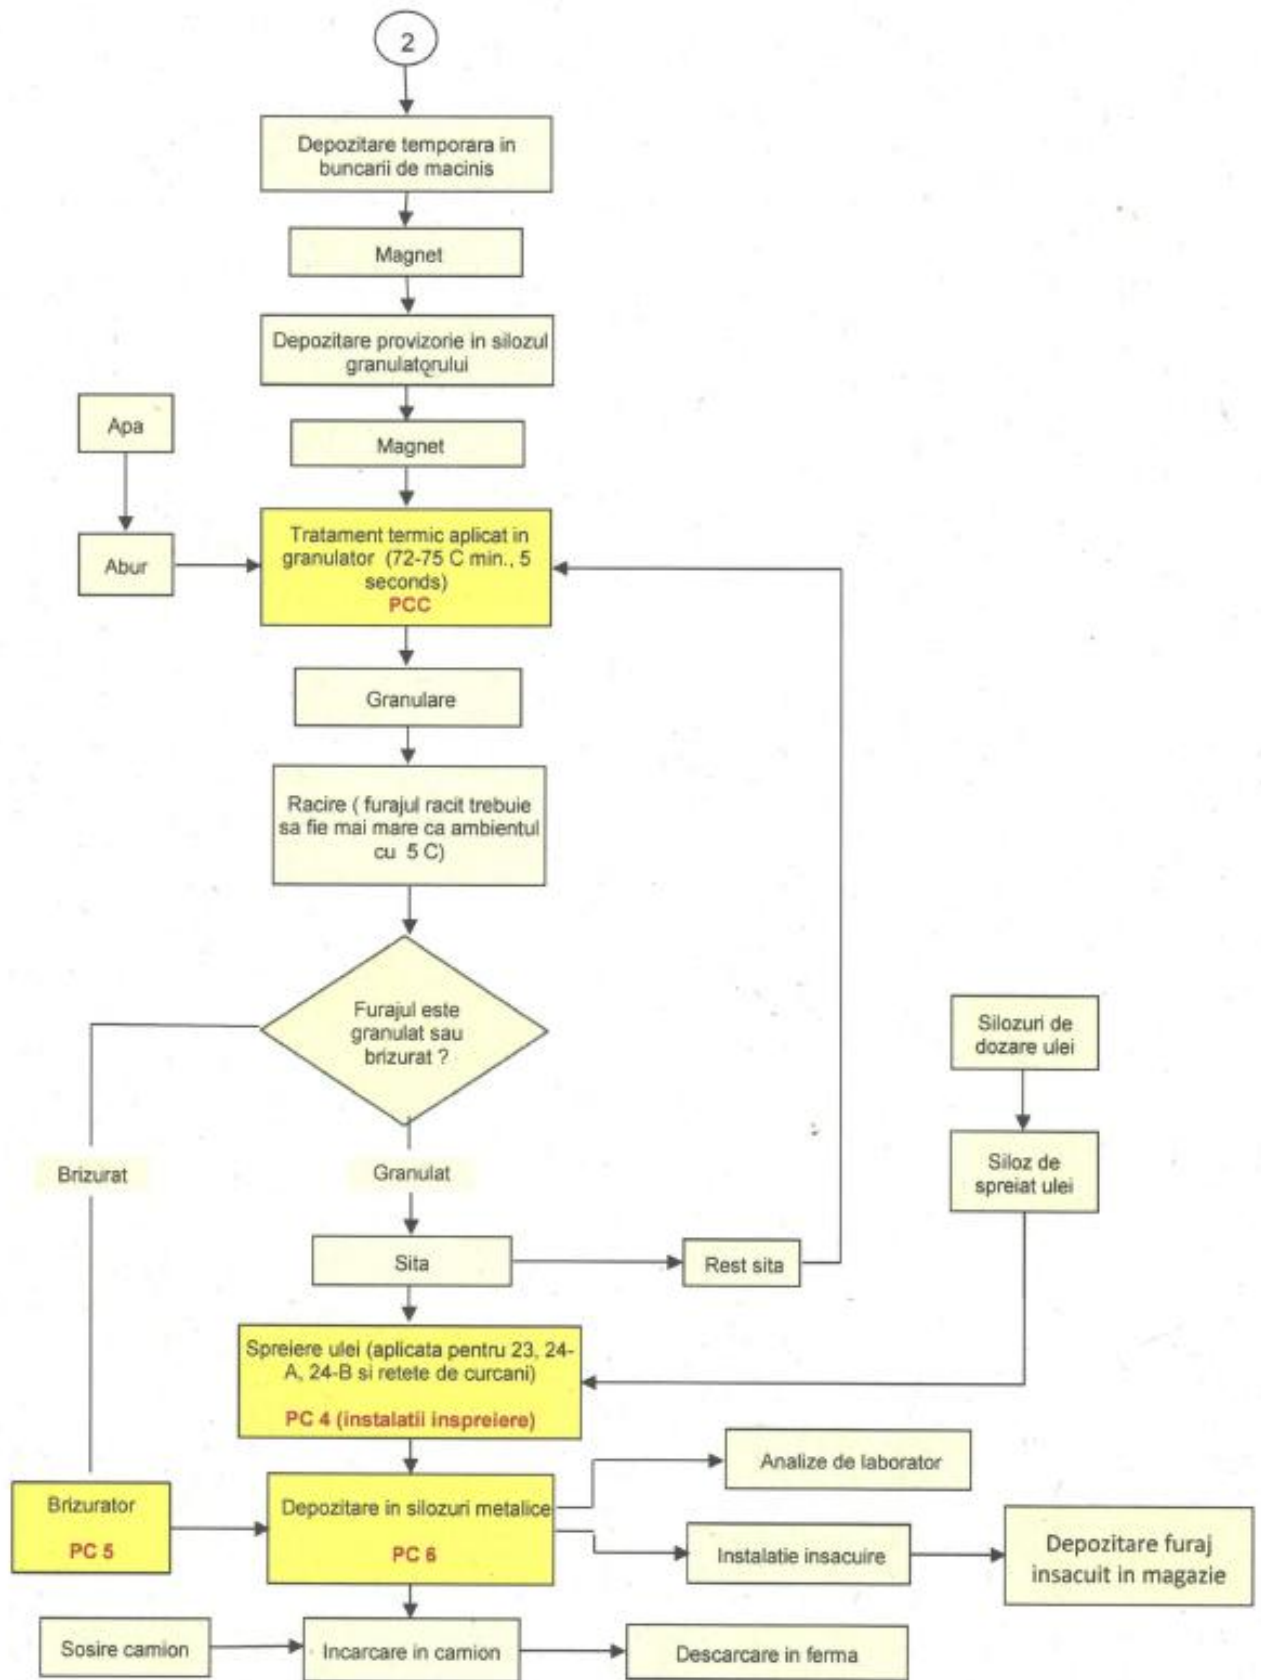 2
Depozitare temporara in
buncarii de macinis
Magnet
Depozitare provizorie in silozul
granulatorului
Magnet
Apa
Abur
Tratament termic aplicat in
granulator (72-75 C min., 5
seconds)
PCC
Granulare
Racire ( furajul racit trebuie
sa fie mai mare ca ambientul
cu 5 C)
Furajul este
granulat sau
brizurat ?
Silozuri de
dozare ulei
Siloz de
spreiat ulei
Brizurat
Granulat
Sita
Rest sita
Spreiere ulei (aplicata pentru 23, 24-
A, 24-B si retete de curcani)
PC 4 (instalatii inspreiere)
Analize de laborator
Brizurator
PC 5
Depozitare in silozuri metalice
PC 6
Instalatie insacuire
Depozitare furaj
insacuit in magazie
Sosire camion
Incarcare in camion
Descarcare in ferma